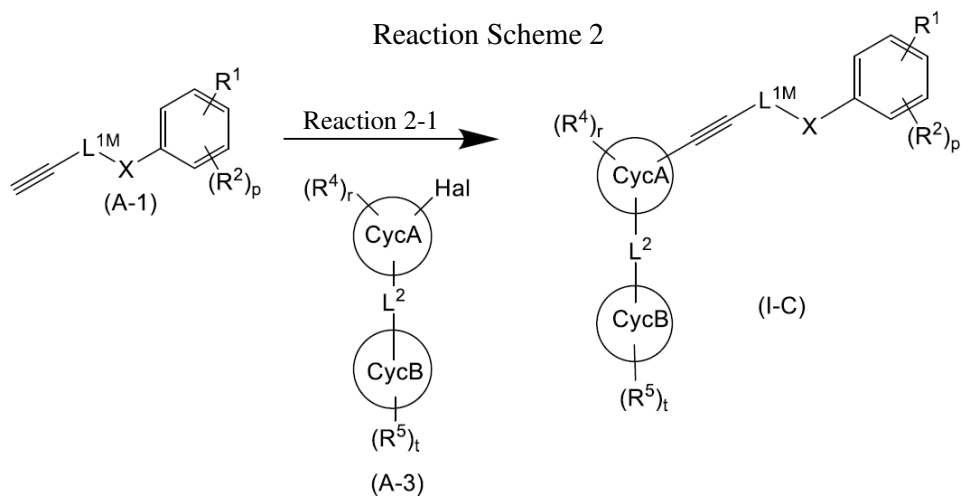 Reaction Scheme 2
R¹
L¹ᴹ
X
(R²)ₚ
(A-1)
Reaction 2-1
(R⁴)ᵣ
Hal
CycA
L²
CycB
(R⁵)ₜ
(A-3)
R¹
L¹ᴹ
X
(R²)ₚ
(R⁴)ᵣ
CycA
L²
CycB
(R⁵)ₜ
(I-C)